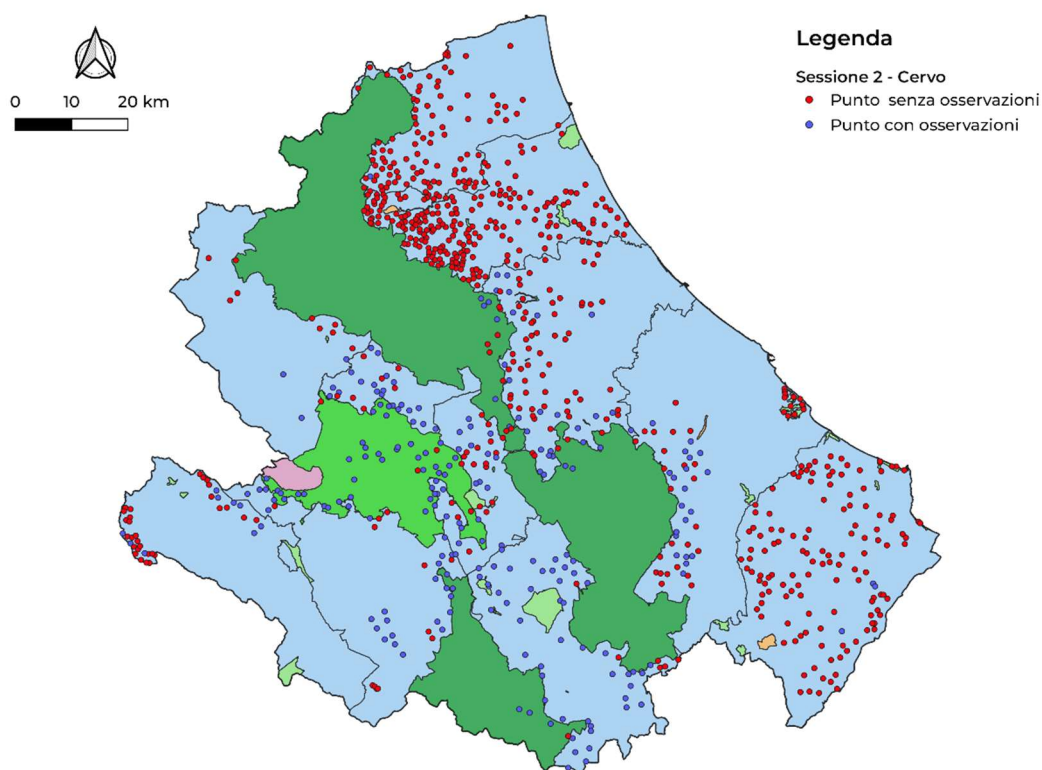 Legenda
Sessione 2 - Cervo
Punto senza osservazioni
Punto con osservazioni
0 10 20 km